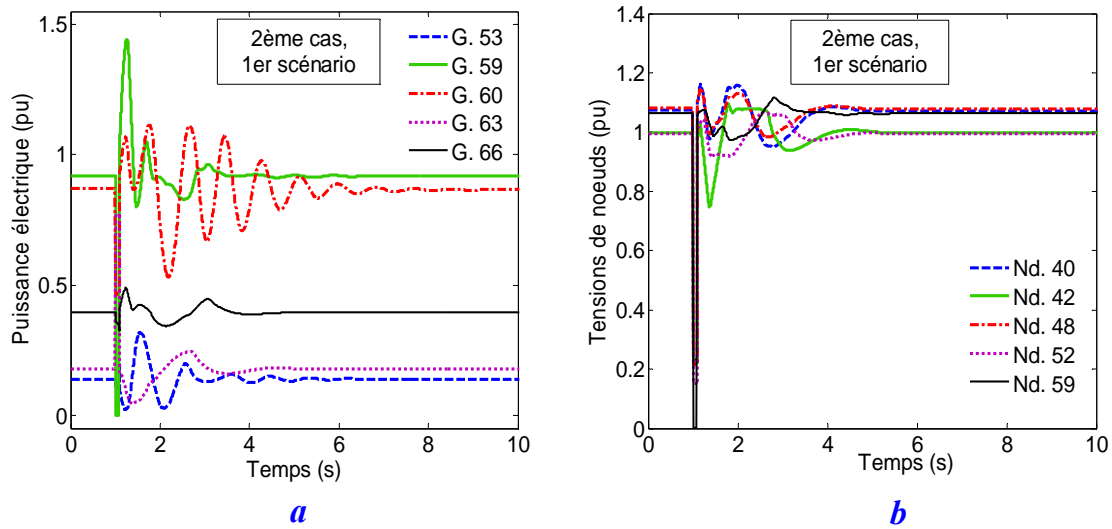 2ème cas,
1er scénario
G. 53
G. 59
G. 60
G. 63
G. 66
Puissance électrique (pu)
1.5
1
0.5
0
0 2 4 6 8 10
Temps (s)
a
2ème cas,
1er scénario
Nd. 40
Nd. 42
Nd. 48
Nd. 52
Nd. 59
Tensions de noeuds (pu)
1.4
1.2
1
0.8
0.6
0.4
0.2
0
0 2 4 6 8 10
Temps (s)
b